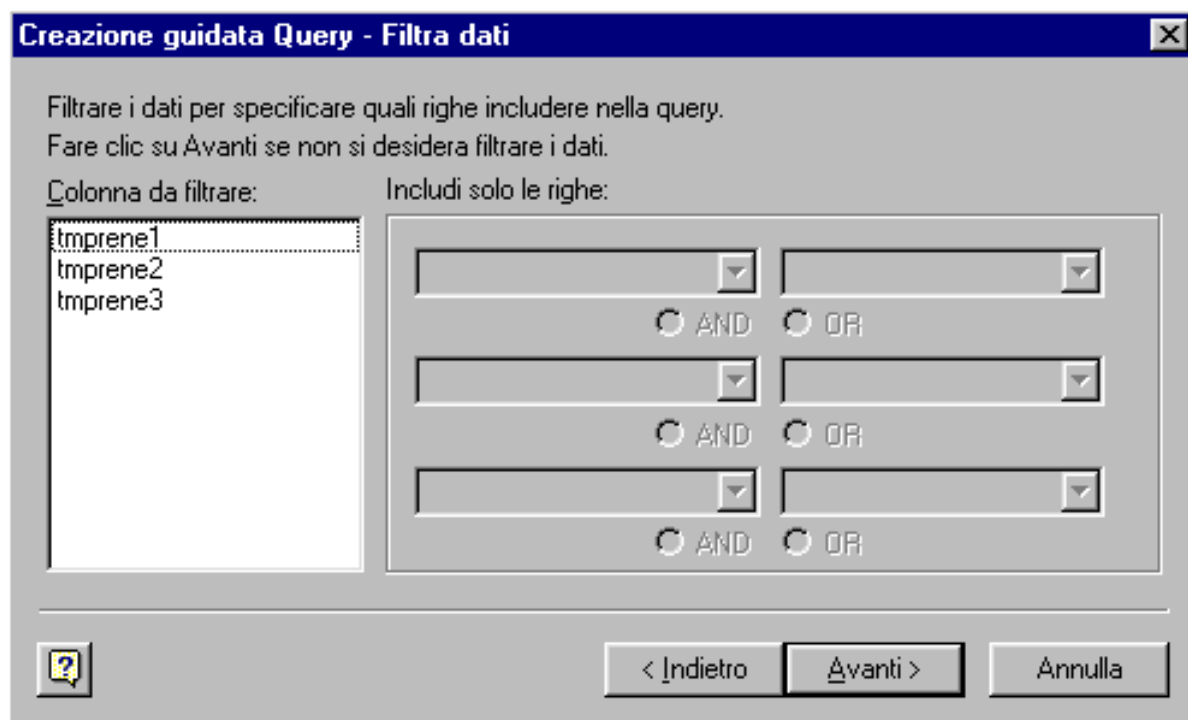 Creazione guidata Query - Filtra dati
Filtrare i dati per specificare quali righe includere nella query.
Fare clic su Avanti se non si desidera filtrare i dati.
Colonna da filtrare:
Includi solo le righe:
tmprene1
tmprene2
tmprene3
AND OR
AND OR
AND OR
?
< Indietro
Avanti >
Annulla